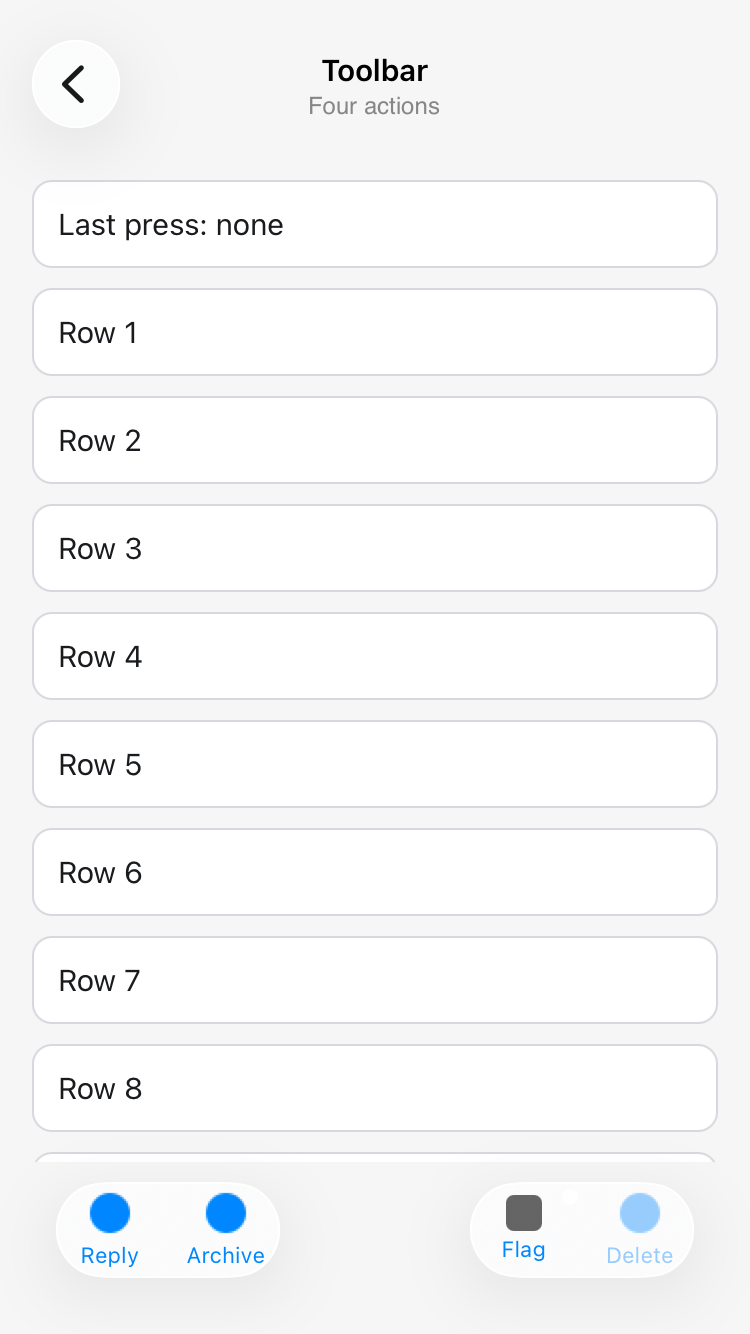 Toolbar
Four actions
Last press: none
Row 1
Row 2
Row 3
Row 4
Row 5
Row 6
Row 7
Row 8
Reply
Archive
Flag
Delete